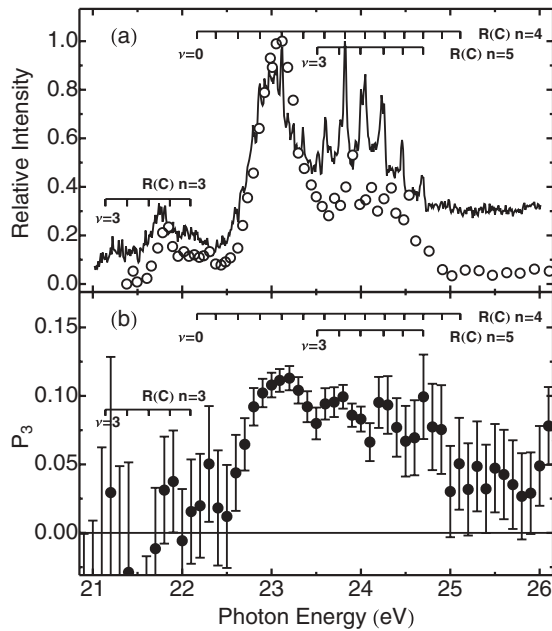 (a)
R(C) n=4
ν=0
R(C) n=5
ν=3
R(C) n=3
ν=3
Relative Intensity
1.0
0.8
0.6
0.4
0.2
0.0
(b)
R(C) n=4
ν=0
R(C) n=5
ν=3
R(C) n=3
ν=3
P3
0.15
0.10
0.05
0.00
21 22 23 24 25 26
Photon Energy (eV)